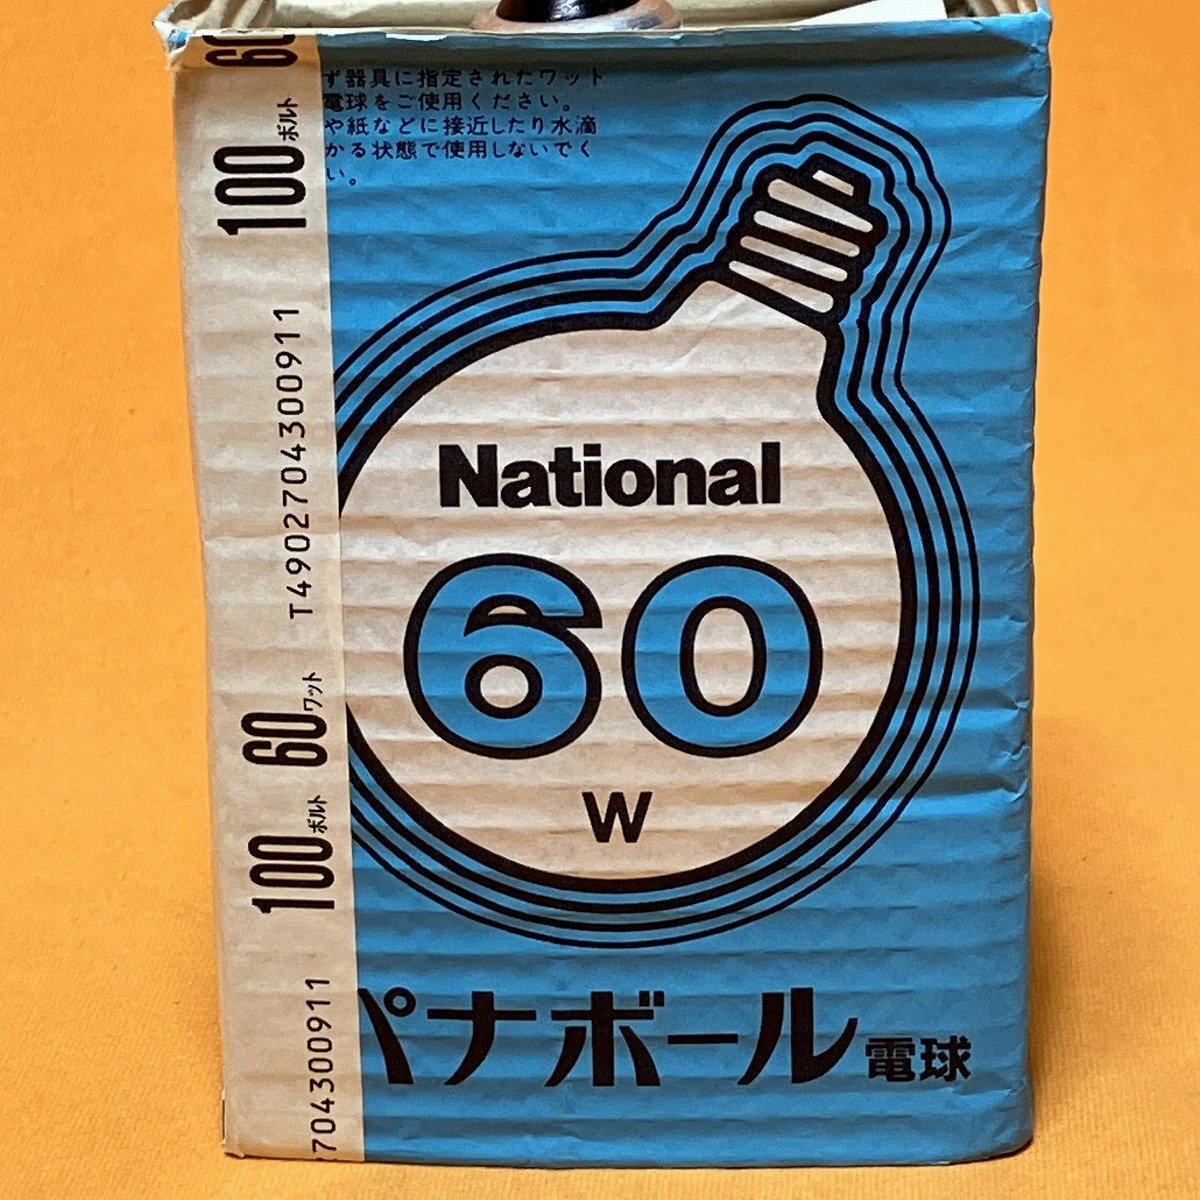 ず器具に指定されたワット
電球をご使用ください。
や紙などに接近したり水滴
かる状態で使用しないでく
い。
100ボルト 60
T4902704300911
100ボルト 60ワット
2704300911
National
60
W
パナボール電球